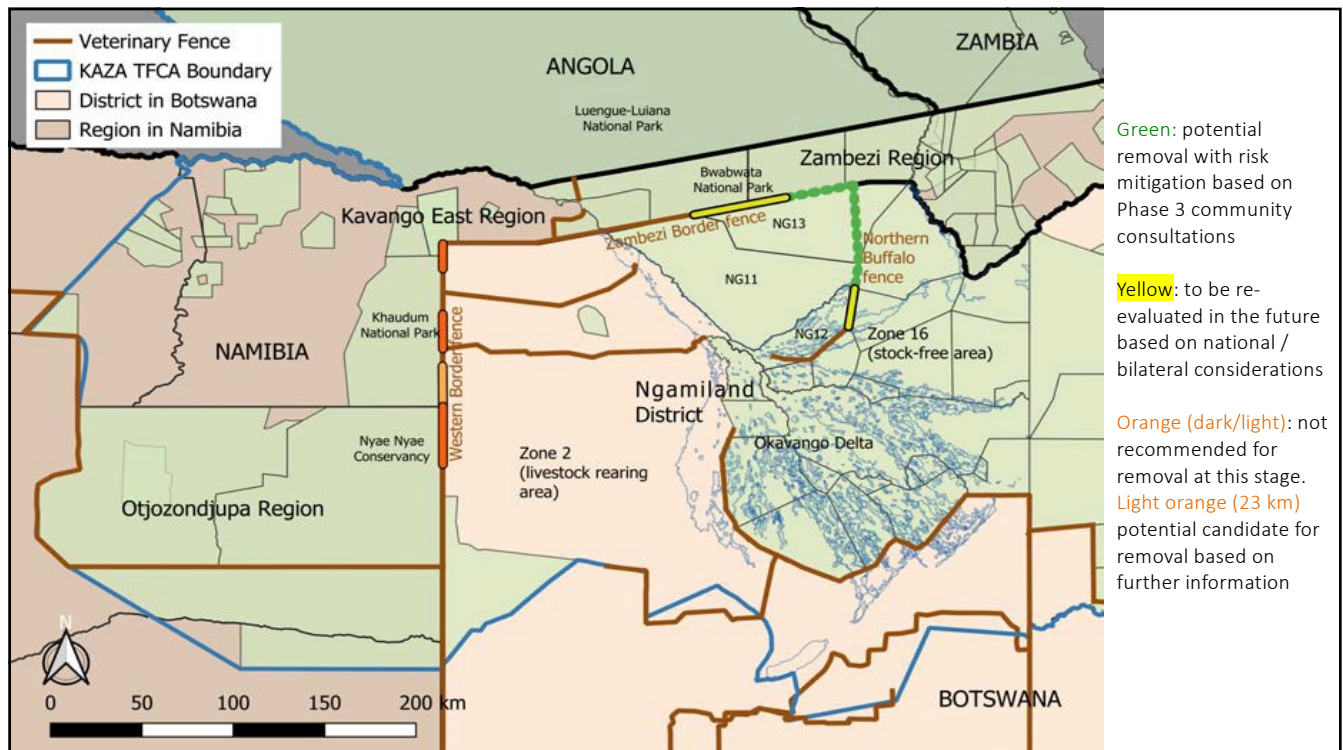 Veterinary Fence
KAZA TFCA Boundary
District in Botswana
Region in Namibia
ANGOLA
ZAMBIA
Luengue-Luiana
National Park
Zambezi Region
Bwabwata
National Park
Kavango East Region
Zambezi Border fence
NG13
Northern
Buffalo
fence
NG11
Khaudum
National Park
NAMIBIA
Western Border fence
NG12
Zone 16
(stock-free area)
Ngamiland
District
Nyae Nyae
Conservancy
Zone 2
(livestock rearing
area)
Okavango Delta
Otjozondjupa Region
N
0 50 100 150 200 km
BOTSWANA
Green: potential
removal with risk
mitigation based on
Phase 3 community
consultations
Yellow: to be re-
evaluated in the future
based on national /
bilateral considerations
Orange (dark/light): not
recommended for
removal at this stage.
Light orange (23 km)
potential candidate for
removal based on
further information